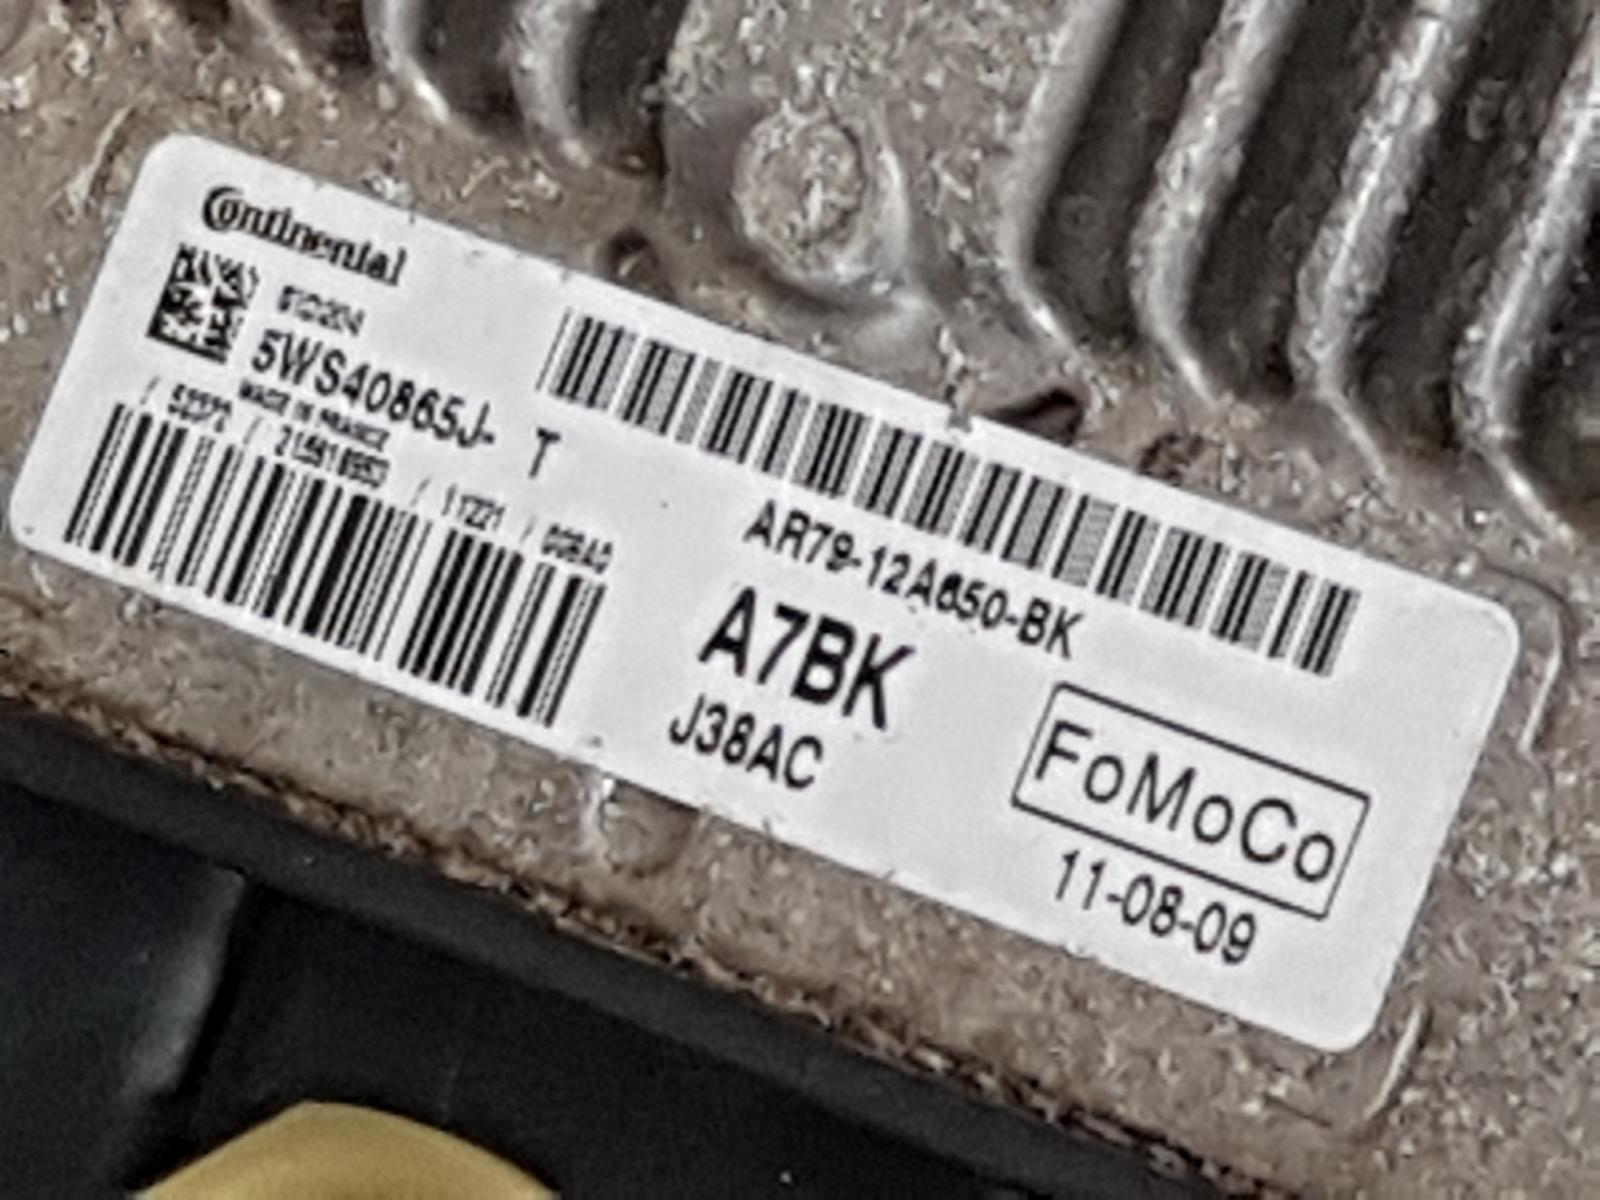 Continental
5WS40865J- T
MADE IN FRANCE
AR79-12A650-BK
A7BK
J38AC
FoMoCo
11-08-09